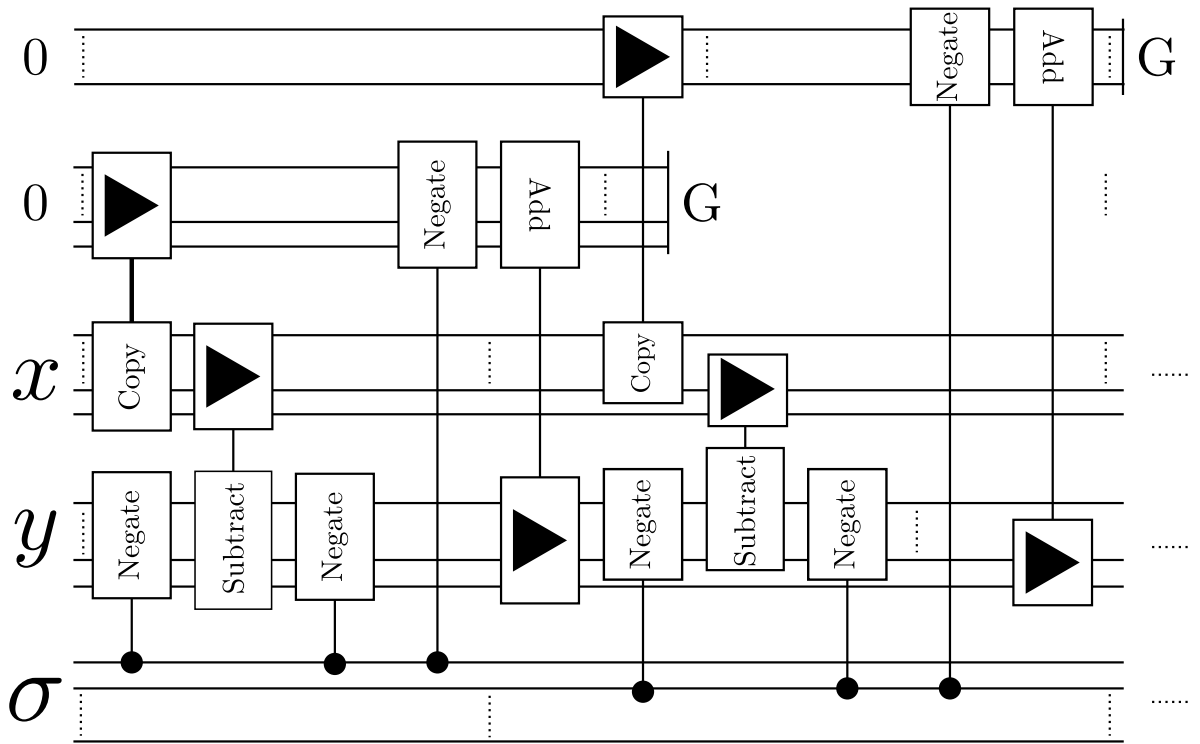 0 Negate Add G
0 Negate Add G
x Copy Copy
y Negate Subtract Negate Negate Subtract Negate
σ